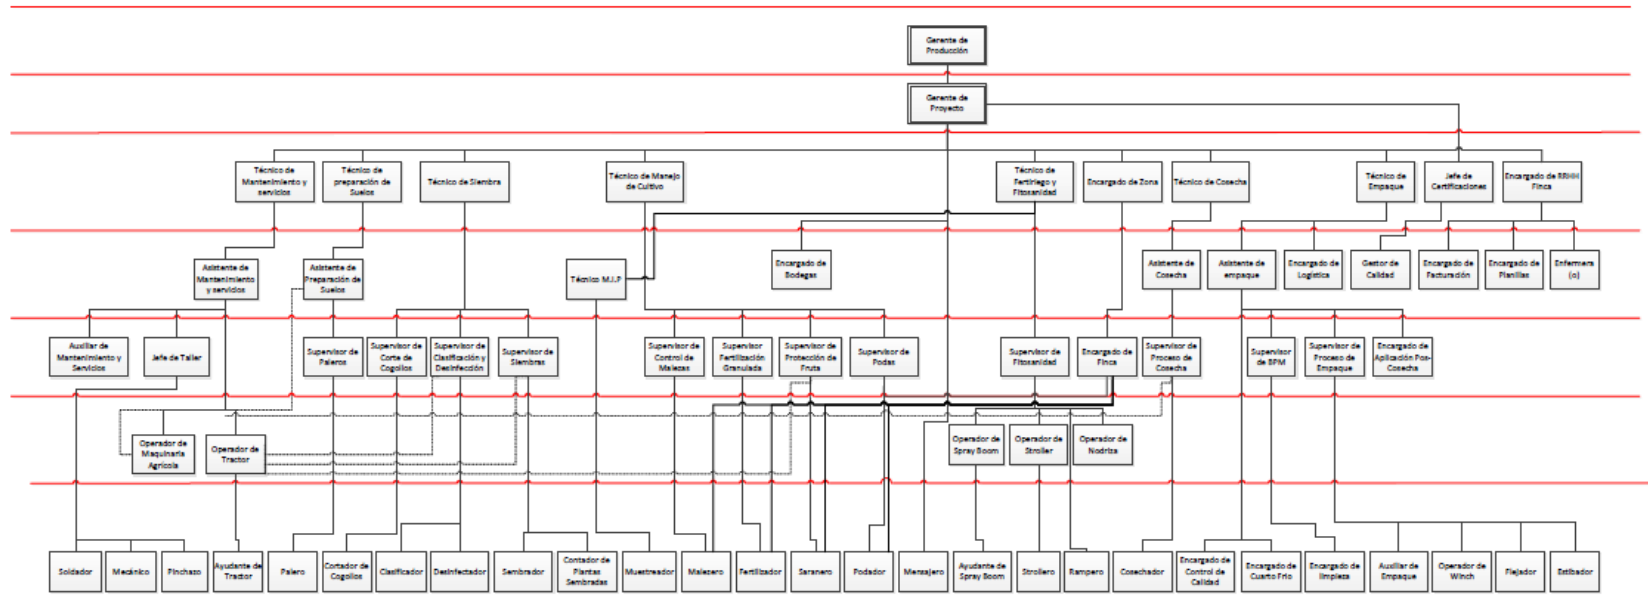 Gerente de
Producción
Gerente de
Proyecto
Técnico de
Mantenimiento y
servicios
Técnico de
preparación de
Suelos
Técnico de Siembra
Técnico de Manejo
de Cultivo
Técnico de
Fertiriego y
Fitosanidad
Encargado de Zona
Técnico de Cosecha
Técnico de
Empaque
Jefe de
Certificaciones
Encargado de RRHH
Finca
Asistente de
Mantenimiento
y servicios
Asistente de
Preparación de
Suelos
Técnico M.I.P
Encargado de
Bodegas
Asistente de
Cosecha
Asistente de
empaque
Encargado de
Logística
Gestor de
Calidad
Encargado de
Facturación
Encargado de
Planillas
Enfermera
(o)
Auxiliar de
Mantenimiento y
Servicios
Jefe de Taller
Supervisor de
Paleros
Supervisor de
Corte de
Cogollos
Supervisor de
Clasificación y
Desinfección
Supervisor de
Siembras
Supervisor de
Control de
Malezas
Supervisor
Fertilización
Granulada
Supervisor de
Protección de
Fruta
Supervisor de
Podas
Supervisor de
Fitosanidad
Encargado de
Finca
Supervisor de
Proceso de
Cosecha
Supervisor
de BPM
Supervisor de
Proceso de
Empaque
Encargado de
Aplicación Pos-
Cosecha
Operador de
Maquinaria
Agrícola
Operador de
Tractor
Operador de
Spray Boom
Operador de
Stroller
Operador de
Nodriza
Soldador
Mecánico
Pinchazo
Ayudante de
Tractor
Palero
Cortador de
Cogollos
Clasificador
Desinfectador
Sembrador
Contador de
Plantas
Sembradas
Muestreador
Malezero
Fertilizador
Saranero
Podador
Mensajero
Ayudante de
Spray Boom
Strollero
Rampero
Cosechador
Encargado de
Control de
Calidad
Encargado de
Cuarto Frio
Encargado de
limpieza
Auxiliar de
Empaque
Operador de
Winch
Flejador
Estibador